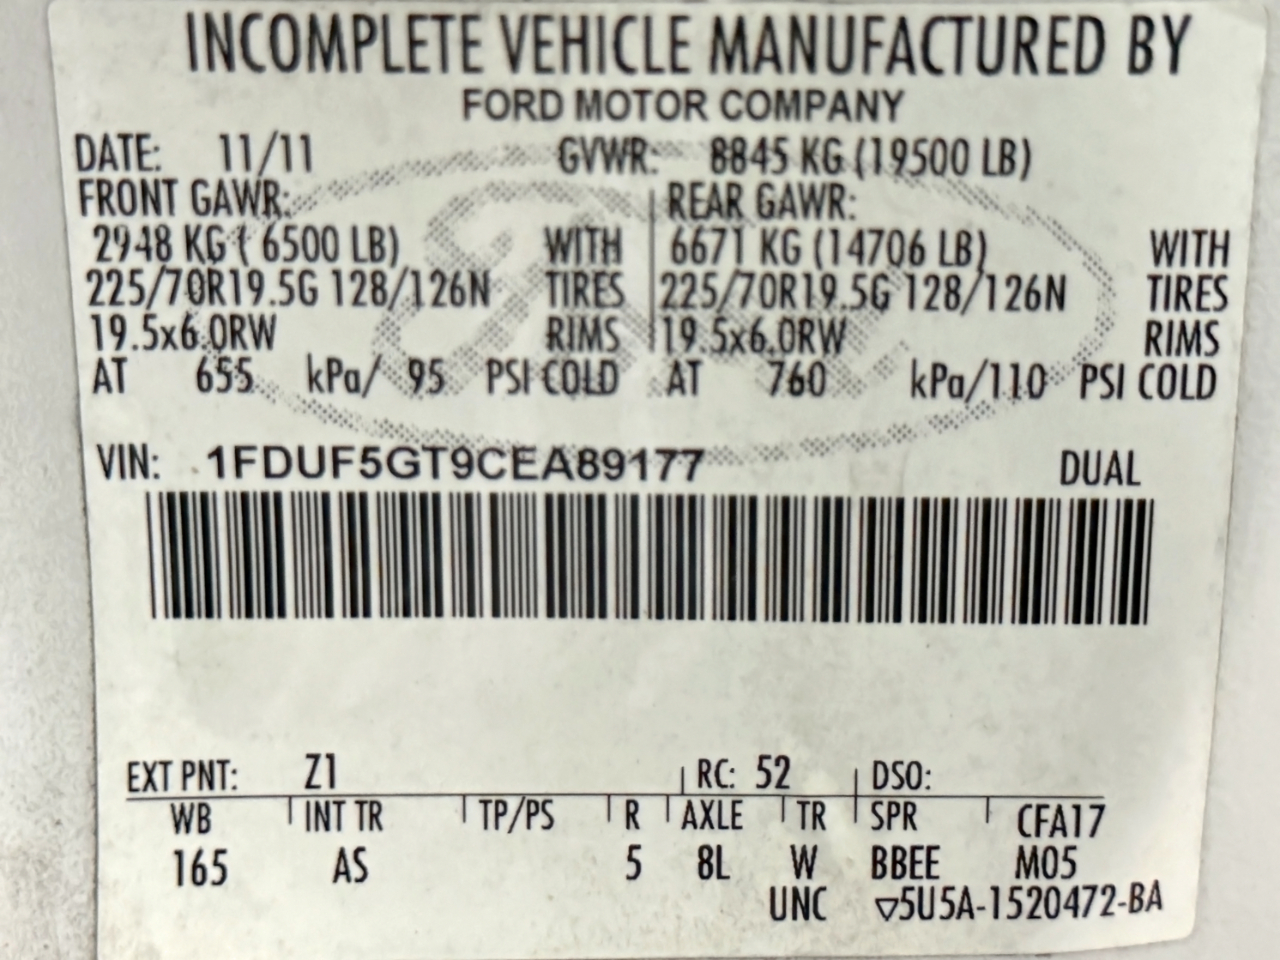 INCOMPLETE VEHICLE MANUFACTURED BY
FORD MOTOR COMPANY
DATE: 11/11 GVWR: 8845 KG (19500 LB)
FRONT GAWR: REAR GAWR:
2948 KG ( 6500 LB) WITH 6671 KG (14706 LB) WITH
225/70R19.5G 128/126N TIRES 225/70R19.5G 128/126N TIRES
19.5x6.0RW RIMS 19.5x6.0RW RIMS
AT 655 kPa/ 95 PSI COLD AT 760 kPa/110 PSI COLD
VIN: 1FDUF5GT9CEA89177 DUAL
EXT PNT: Z1 RC: 52 DSO:
WB INT TR TP/PS R AXLE TR SPR CFA17
165 AS 5 8L W BBEE M05
UNC ▽5U5A-1520472-BA